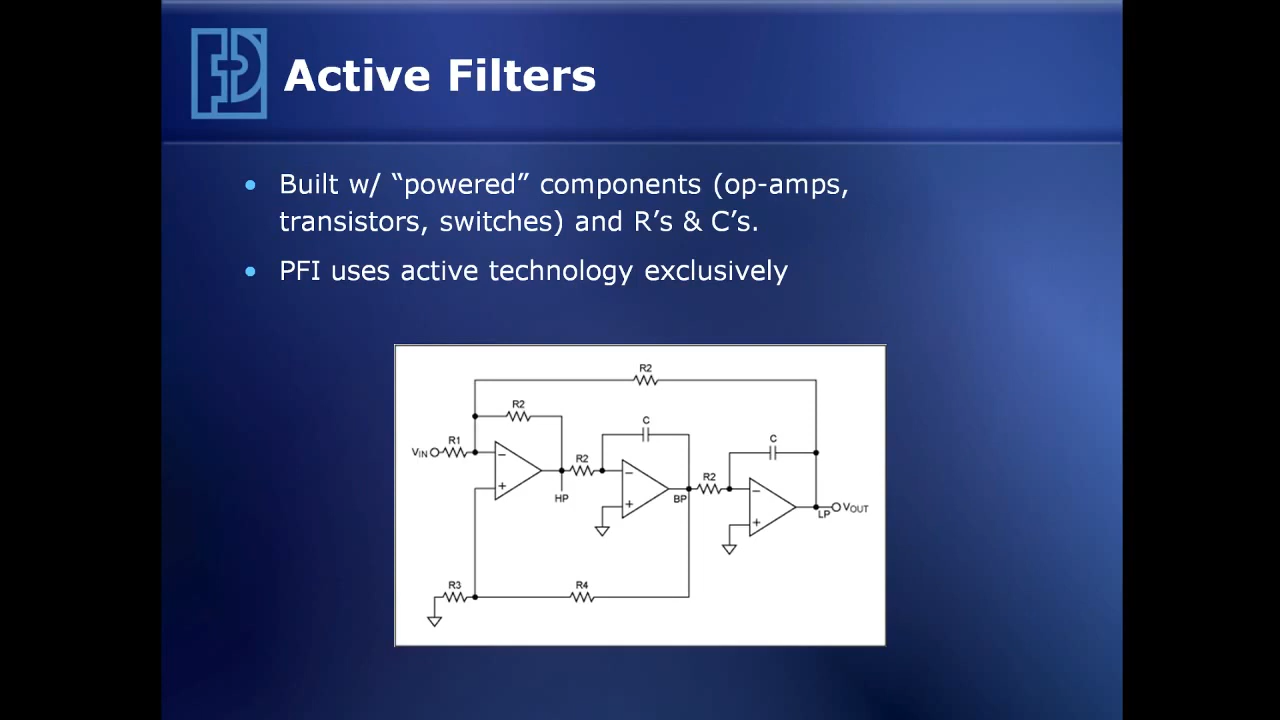 Active Filters
Built w/ “powered” components (op-amps,
transistors, switches) and R’s & C’s.
PFI uses active technology exclusively
R2
R2
C
R1
VIN
R2
C
R2
HP
BP
LP
VOUT
R3
R4